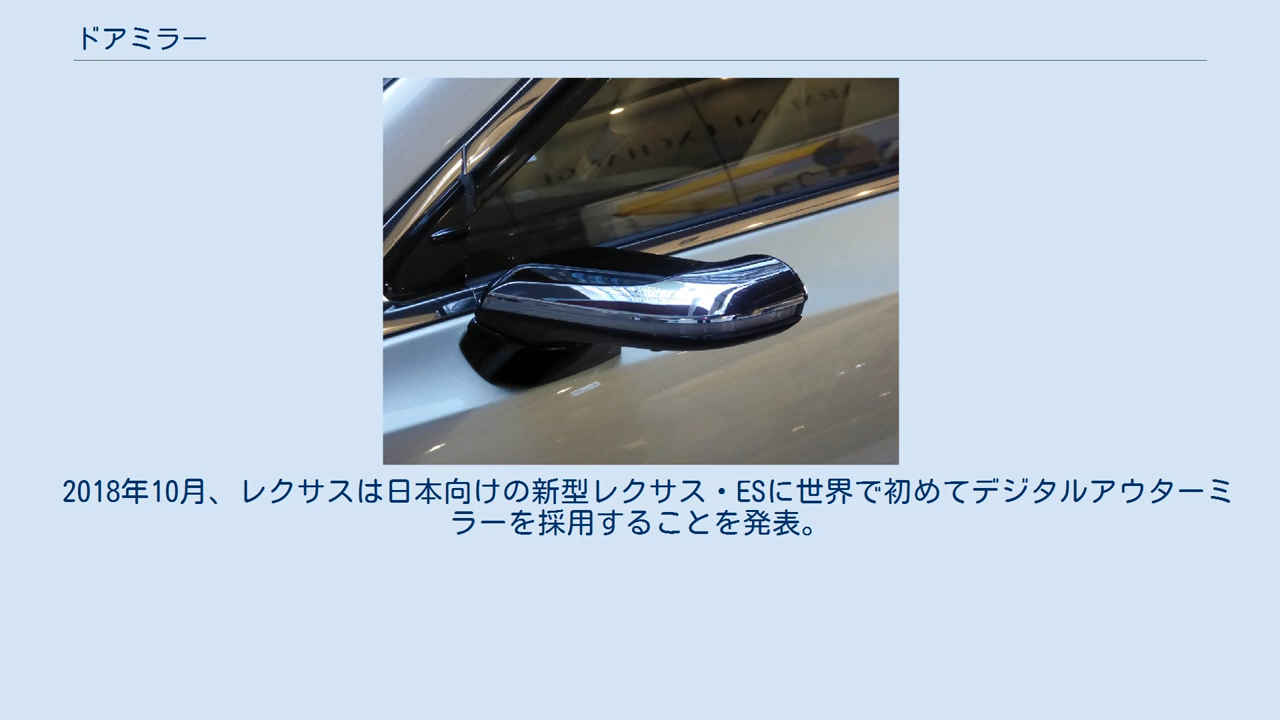 ドアミラー
2018年10月、レクサスは日本向けの新型レクサス・ESに世界で初めてデジタルアウターミ
ラーを採用することを発表。